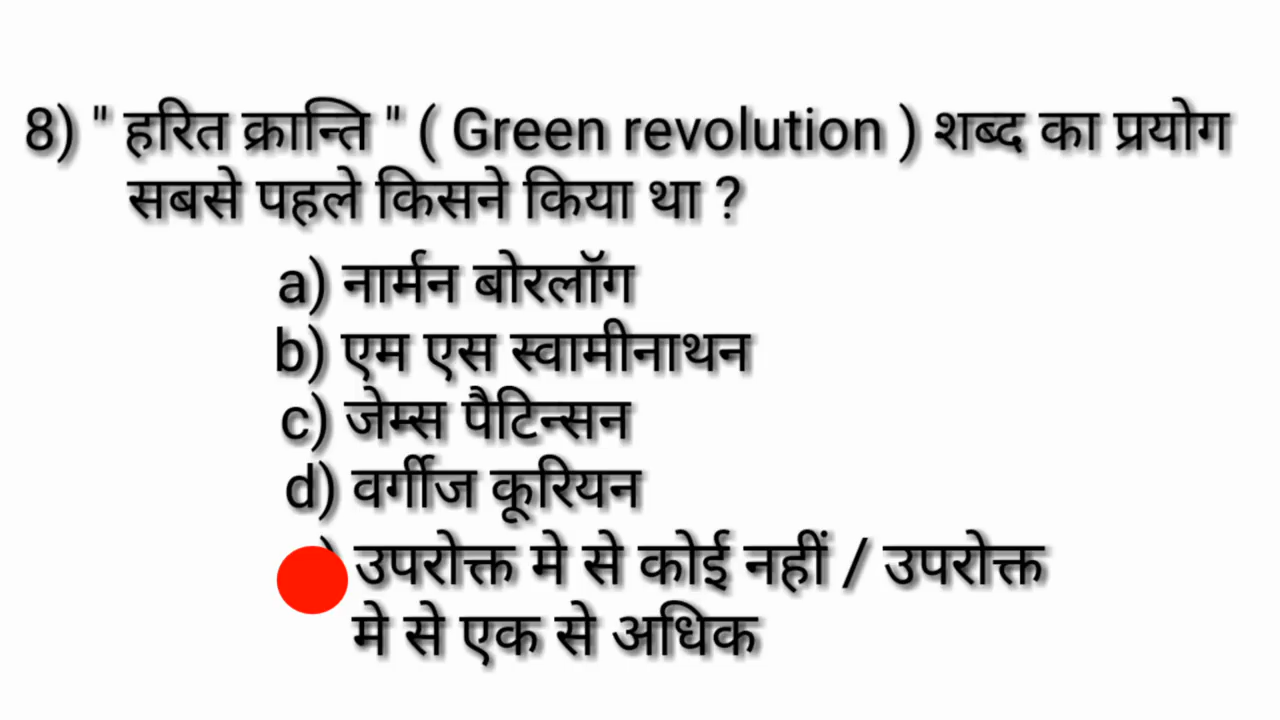 8) " हरित क्रान्ति " ( Green revolution ) शब्द का प्रयोग
सबसे पहले किसने किया था ?
a) नार्मन बोरलॉग
b) एम एस स्वामीनाथन
c) जेम्स पैटिन्सन
d) वर्गीज कूरियन
) उपरोक्त मे से कोई नहीं / उपरोक्त
मे से एक से अधिक